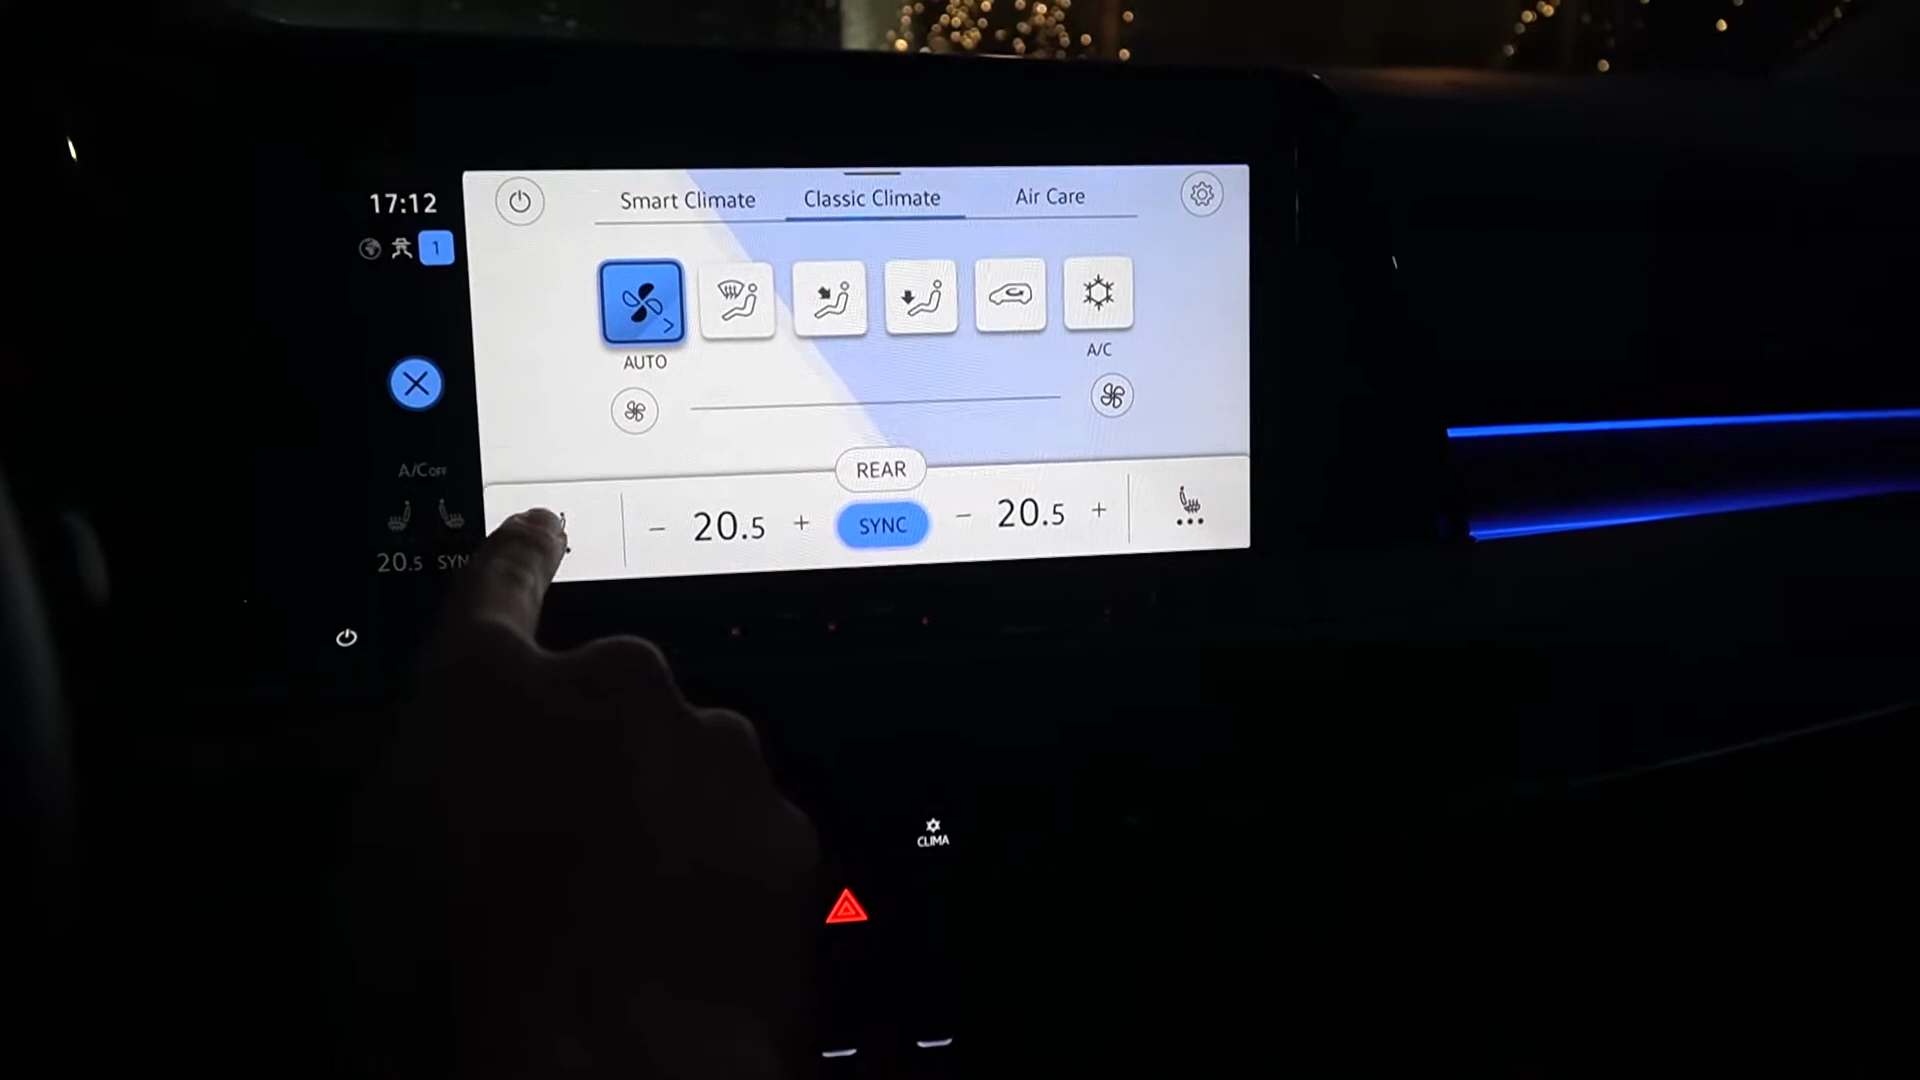 17:12
1
Smart Climate
Classic Climate
Air Care
AUTO
A/C
A/C OFF
20.5
REAR
- 20.5 +
SYNC
- 20.5 +
CLIMA